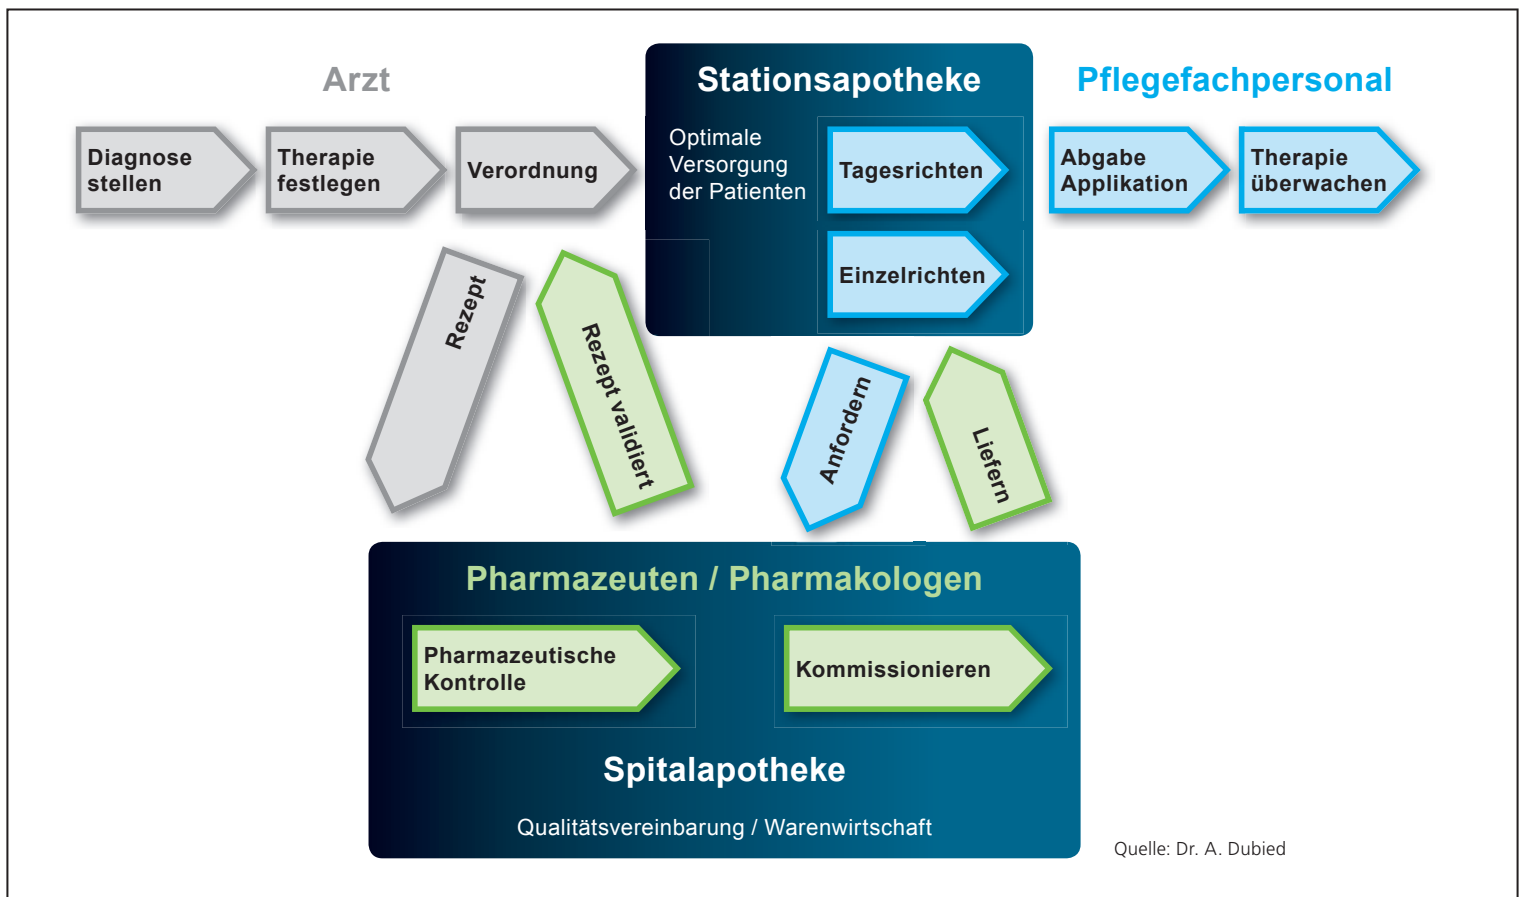 Arzt
Stationsapotheke
Pflegefachpersonal
Diagnose
stellen
Therapie
festlegen
Verordnung
Optimale
Versorgung
der Patienten
Tagesrichten
Einzelrichten
Abgabe
Applikation
Therapie
überwachen
Rezept
Rezept validiert
Anfordern
Liefern
Pharmazeuten / Pharmakologen
Pharmazeutische
Kontrolle
Kommissionieren
Spitalapotheke
Qualitätsvereinbarung / Warenwirtschaft
Quelle: Dr. A. Dubied